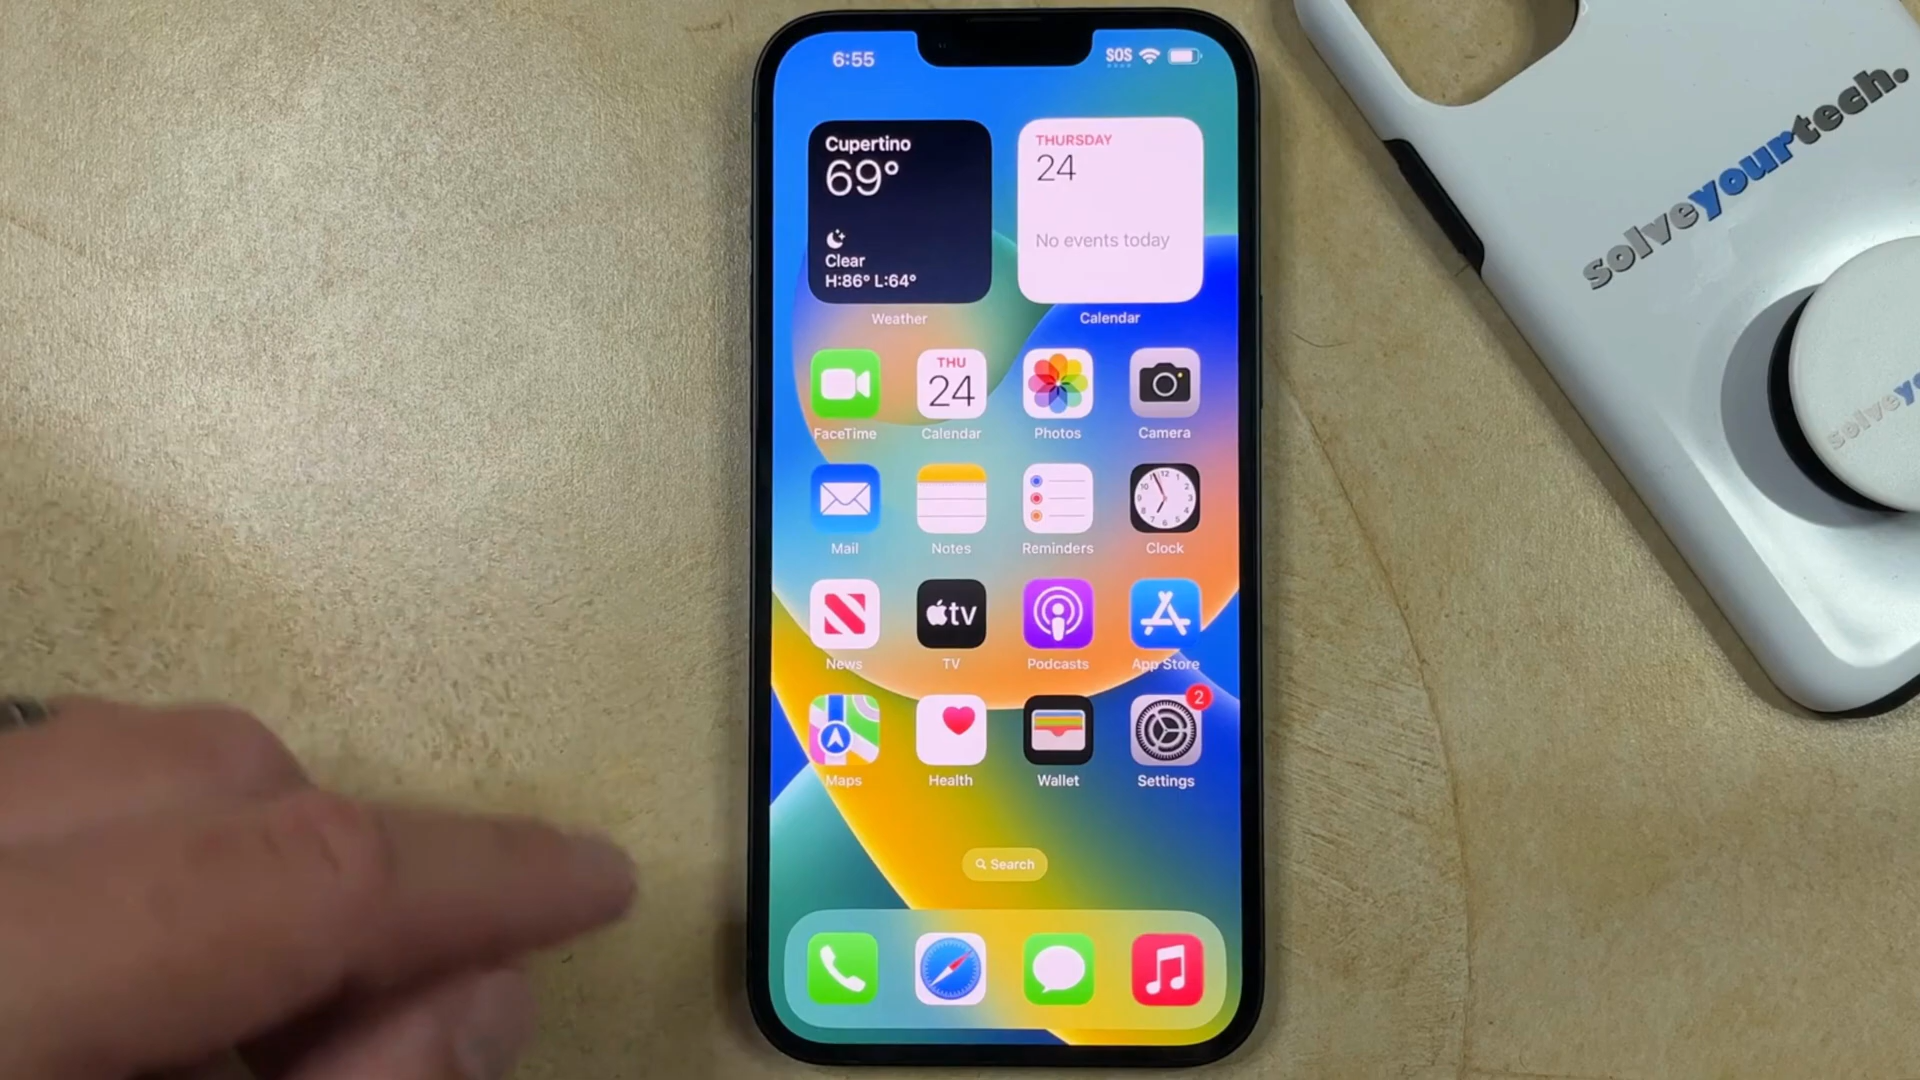 6:55
SOS
Cupertino
69°
Clear
H:86° L:64°
Weather
THURSDAY
24
No events today
Calendar
THU
24
FaceTime
Calendar
Photos
Camera
Mail
Notes
Reminders
Clock
tv
News
TV
Podcasts
App Store
2
Maps
Health
Wallet
Settings
Search
solveyourtech.